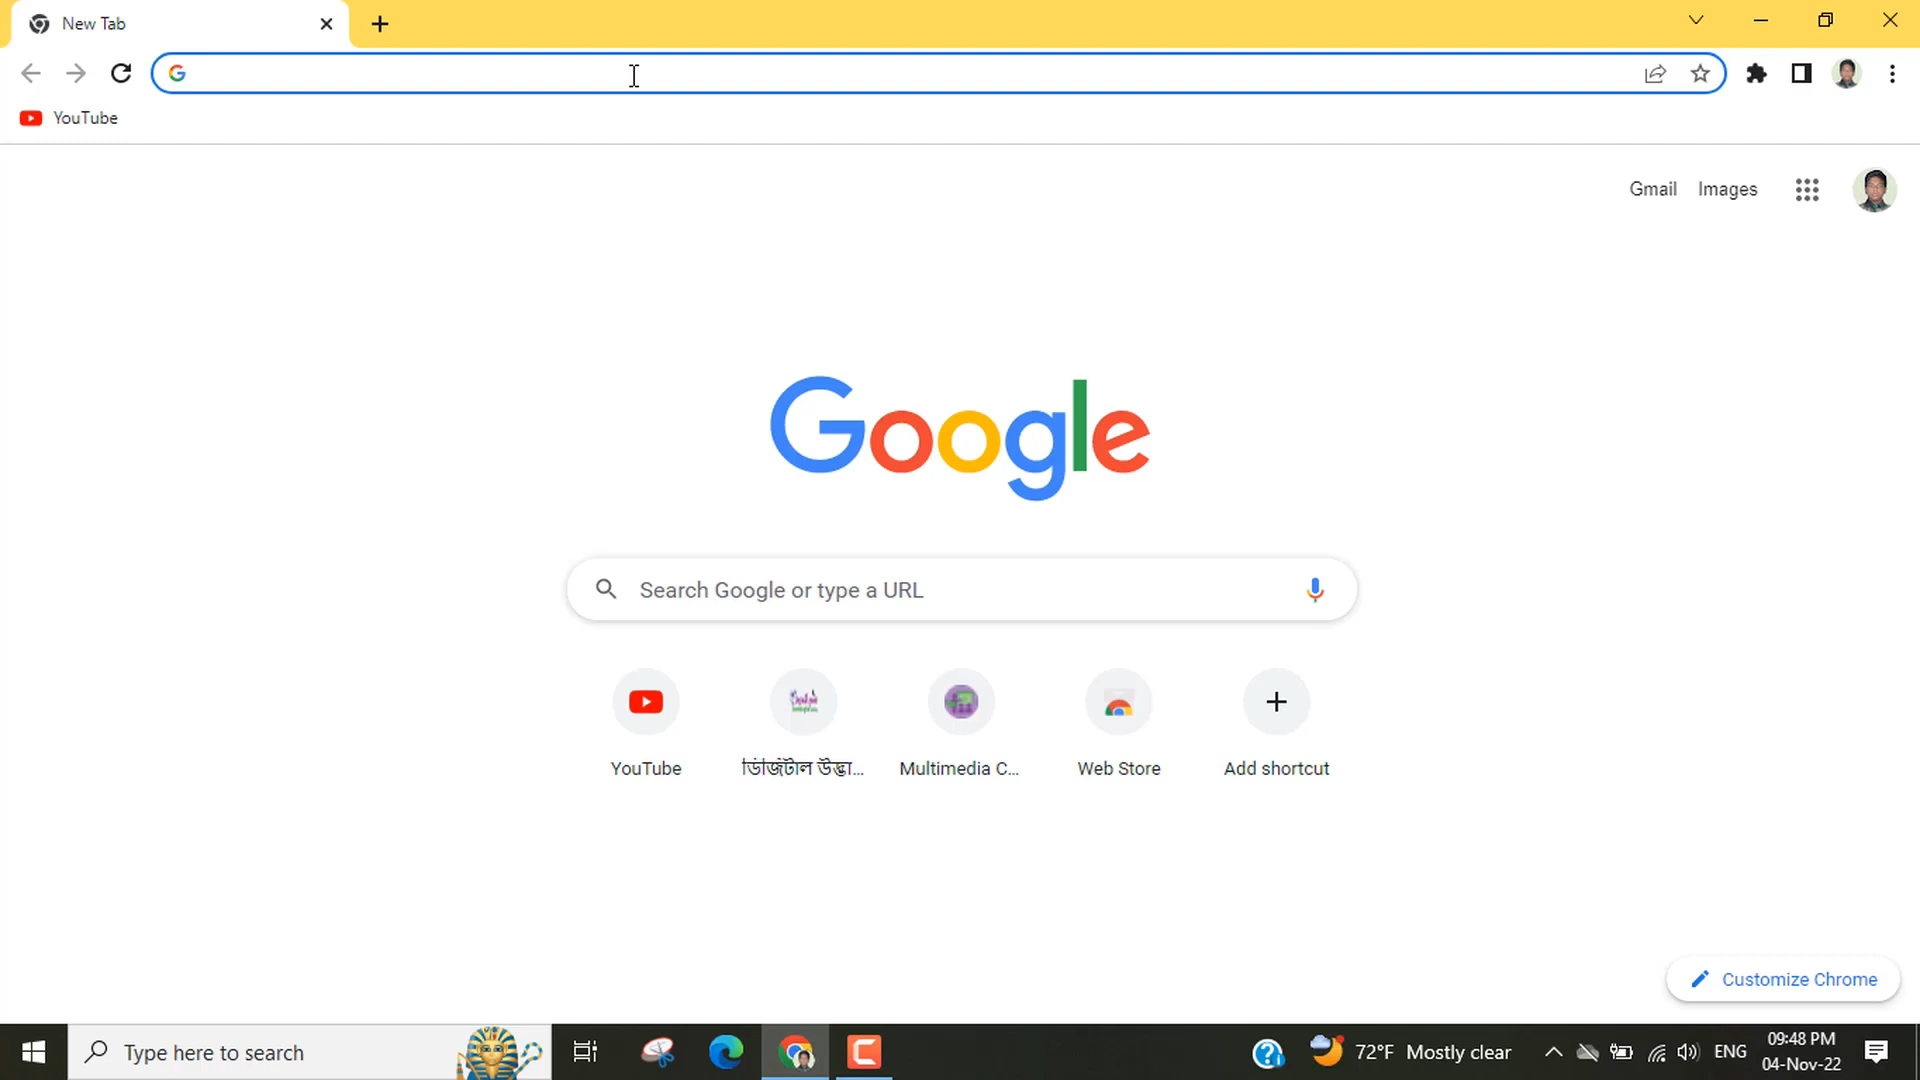 New Tab
YouTube
Gmail Images
Google
Search Google or type a URL
YouTube
ডিজিটাল উদ্ভা...
Multimedia C...
Web Store
Add shortcut
Customize Chrome
Type here to search
72°F Mostly clear
ENG
09:48 PM
04-Nov-22